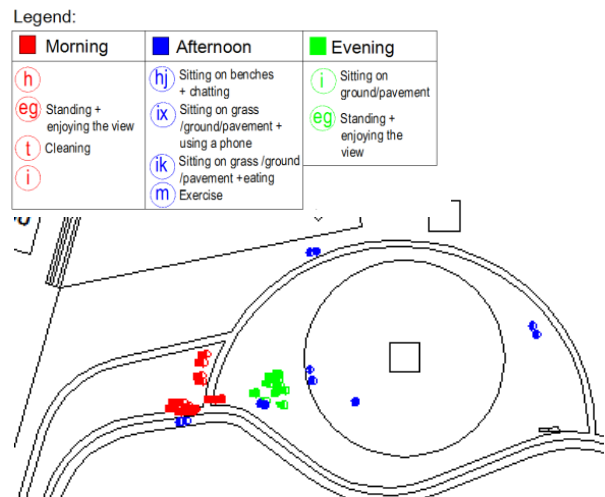 Legend:
Morning
h
eg Standing +
enjoying the view
t Cleaning
i
Afternoon
hj Sitting on benches
+ chatting
ix Sitting on grass
/ground/pavement +
using a phone
ik Sitting on grass /ground
/pavement +eating
m Exercise
Evening
i Sitting on
ground/pavement
eg Standing +
enjoying the
view